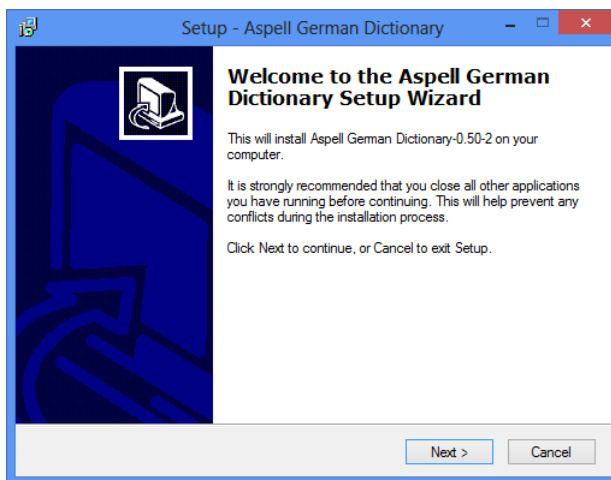 Setup - Aspell German Dictionary
Welcome to the Aspell German
Dictionary Setup Wizard
This will install Aspell German Dictionary-0.50-2 on your
computer.
It is strongly recommended that you close all other applications
you have running before continuing. This will help prevent any
conflicts during the installation process.
Click Next to continue, or Cancel to exit Setup.
Next >
Cancel